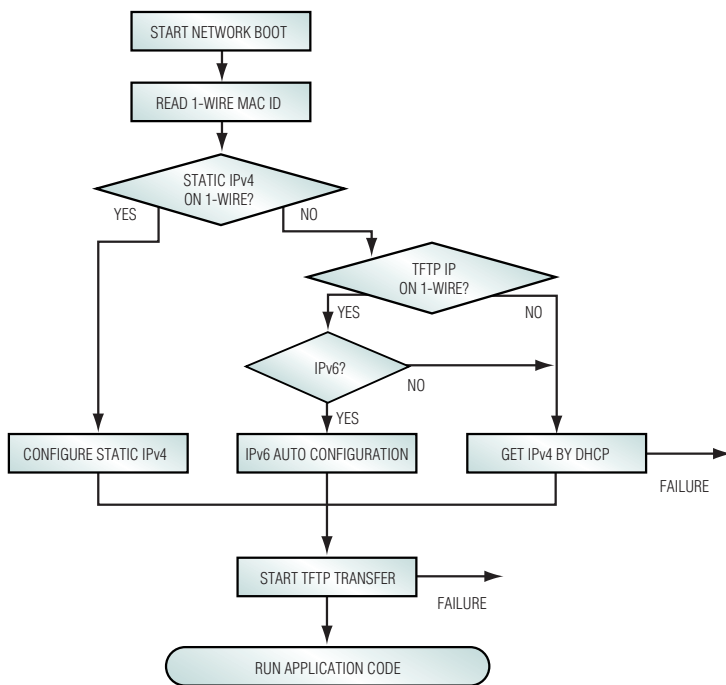 START NETWORK BOOT
READ 1-WIRE MAC ID
STATIC IPv4
ON 1-WIRE?
YES
NO
TFTP IP
ON 1-WIRE?
YES
NO
IPv6?
NO
YES
CONFIGURE STATIC IPv4
IPv6 AUTO CONFIGURATION
GET IPv4 BY DHCP
FAILURE
START TFTP TRANSFER
FAILURE
RUN APPLICATION CODE